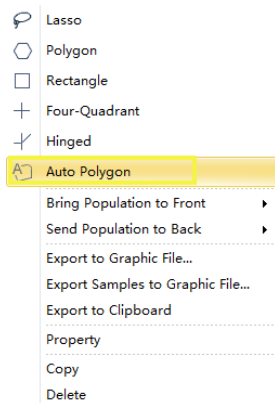 Lasso
Polygon
Rectangle
Four-Quadrant
Hinged
A Auto Polygon
Bring Population to Front
Send Population to Back
Export to Graphic File...
Export Samples to Graphic File...
Export to Clipboard
Property
Copy
Delete